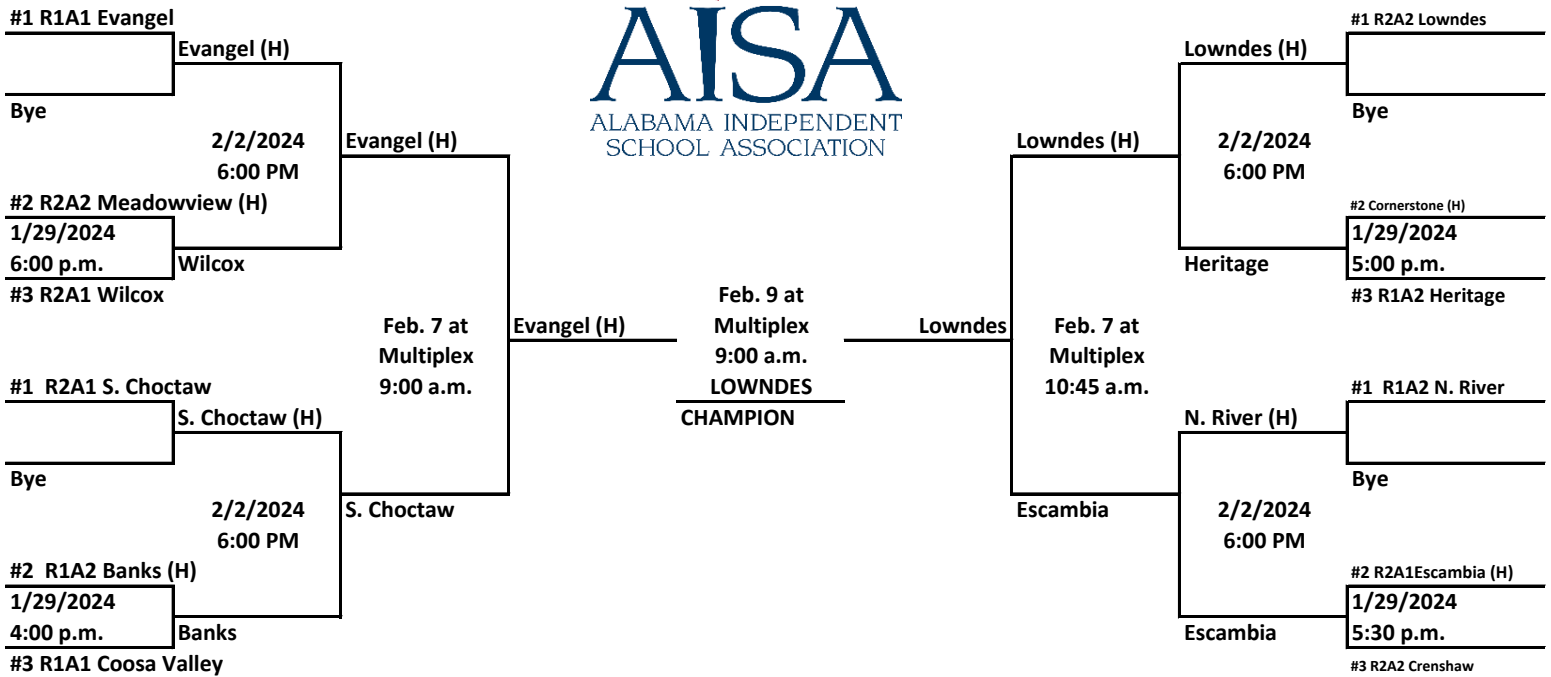 #1 R1A1 Evangel
Evangel (H)
Bye
2/2/2024
6:00 PM
Evangel (H)
#2 R2A2 Meadowview (H)
1/29/2024
6:00 p.m.
Wilcox
#3 R2A1 Wilcox
Feb. 7 at
Multiplex
9:00 a.m.
Evangel (H)
#1 R2A1 S. Choctaw
S. Choctaw (H)
Bye
2/2/2024
6:00 PM
S. Choctaw
#2 R1A2 Banks (H)
1/29/2024
4:00 p.m.
Banks
#3 R1A1 Coosa Valley
AISA
ALABAMA INDEPENDENT
SCHOOL ASSOCIATION
Feb. 9 at
Multiplex
9:00 a.m.
LOWNDES
CHAMPION
#1 R2A2 Lowndes
Lowndes (H)
Bye
Lowndes (H)
2/2/2024
6:00 PM
#2 Cornerstone (H)
1/29/2024
5:00 p.m.
Heritage
#3 R1A2 Heritage
Lowndes
Feb. 7 at
Multiplex
10:45 a.m.
#1 R1A2 N. River
N. River (H)
Bye
Escambia
2/2/2024
6:00 PM
#2 R2A1Escambia (H)
1/29/2024
5:30 p.m.
Escambia
#3 R2A2 Crenshaw